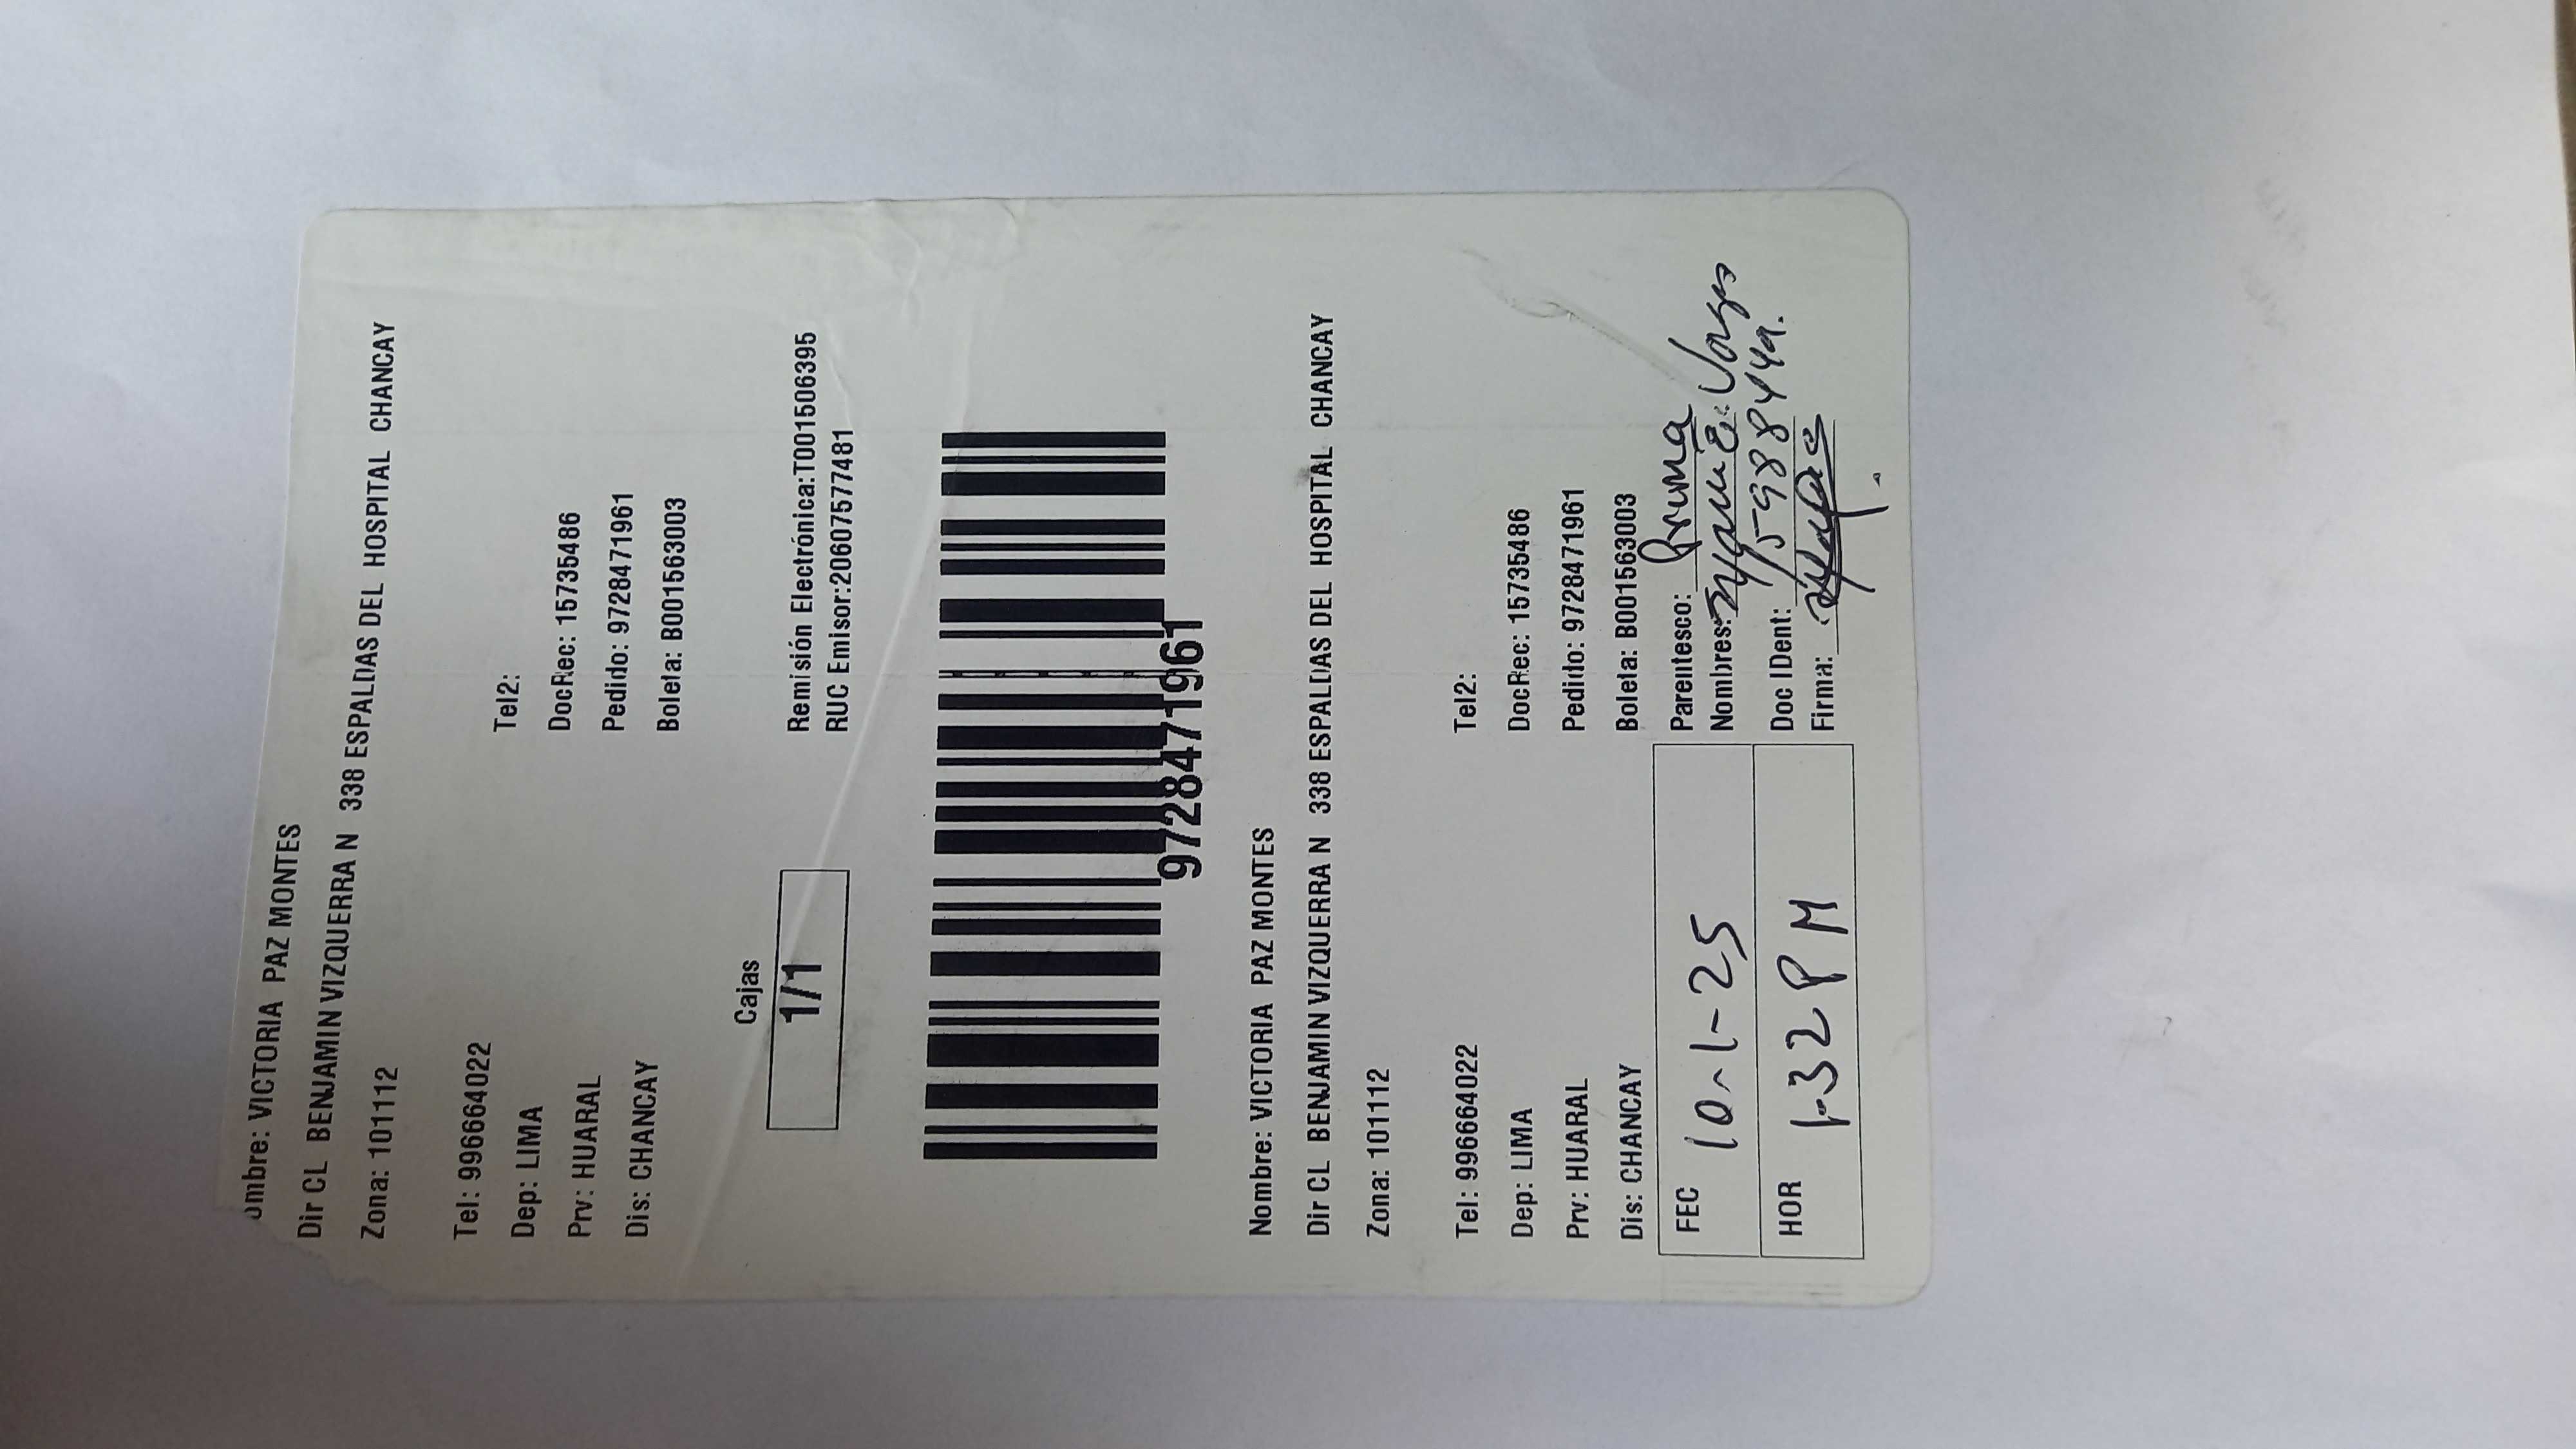 ombre: VICTORIA PAZ MONTES
Dir CL BENJAMIN VIZQUERRA N 338 ESPALDAS DEL HOSPITAL CHANCAY
Zona: 101112
Tel: 996664022 Tel2:
Dep: LIMA DocRec: 15735486
Prv: HUARAL Pedido: 9728471961
Dis: CHANCAY Boleta: B001563003
Cajas
1/1
Remisión Electrónica:T001506395
RUC Emisor:20607577481
9728471961
Nombre: VICTORIA PAZ MONTES
Dir CL BENJAMIN VIZQUERRA N 338 ESPALDAS DEL HOSPITAL CHANCAY
Zona: 101112
Tel: 996664022 Tel2:
Dep: LIMA DocRec: 15735486
Prv: HUARAL Pedido: 9728471961
Dis: CHANCAY Boleta: B001563003
FEC 10-1-25
HOR 1-32 PM
Parentesco: Prima
Nombres:
Doc IDent:
Firma: